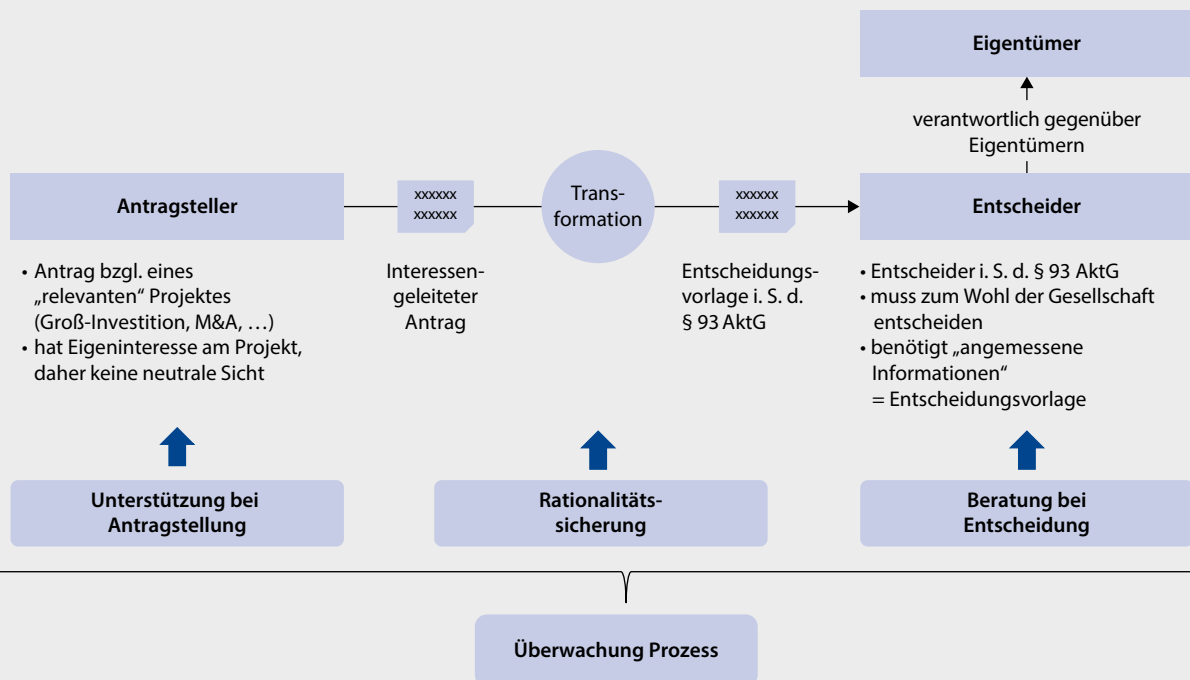 Eigentümer
verantwortlich gegenüber
Eigentümern
Antragsteller
xxxxxx
xxxxxx
Trans-
formation
xxxxxx
xxxxxx
Entscheider
• Antrag bzgl. eines
„relevanten“ Projektes
(Groß-Investition, M&A, …)
• hat Eigeninteresse am Projekt,
daher keine neutrale Sicht
Interessen-
geleiteter
Antrag
Entscheidungs-
vorlage i. S. d.
§ 93 AktG
• Entscheider i. S. d. § 93 AktG
• muss zum Wohl der Gesellschaft
entscheiden
• benötigt „angemessene
Informationen“
= Entscheidungsvorlage
Unterstützung bei
Antragstellung
Rationalitäts-
sicherung
Beratung bei
Entscheidung
Überwachung Prozess